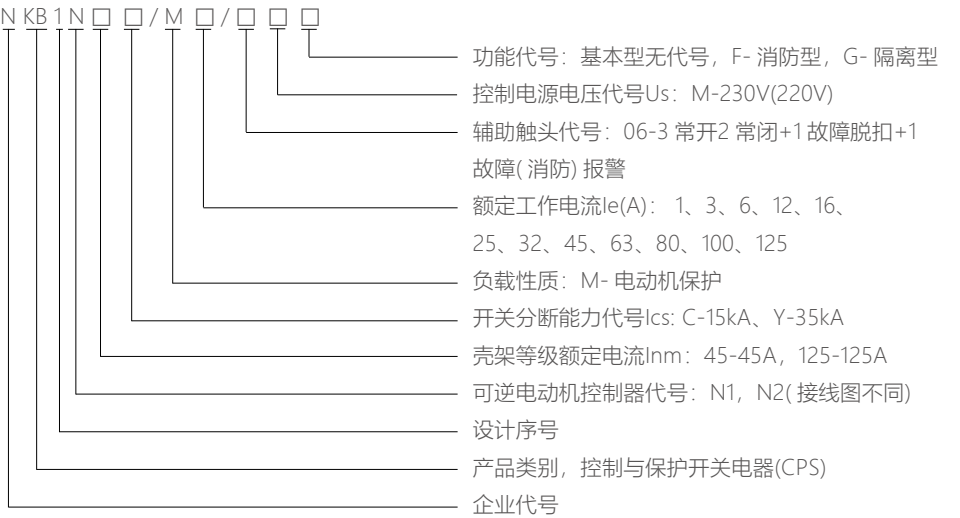 N KB 1 N □ □ / M □ / □ □ □
功能代号：基本型无代号，F- 消防型，G- 隔离型
控制电源电压代号Us：M-230V(220V)
辅助触头代号：06-3 常开2 常闭+1 故障脱扣+1
故障( 消防) 报警
额定工作电流Ie(A)： 1、3、6、12、16、
25、32、45、63、80、100、125
负载性质：M- 电动机保护
开关分断能力代号Ics: C-15kA、Y-35kA
壳架等级额定电流Inm：45-45A，125-125A
可逆电动机控制器代号：N1，N2( 接线图不同)
设计序号
产品类别，控制与保护开关电器(CPS)
企业代号